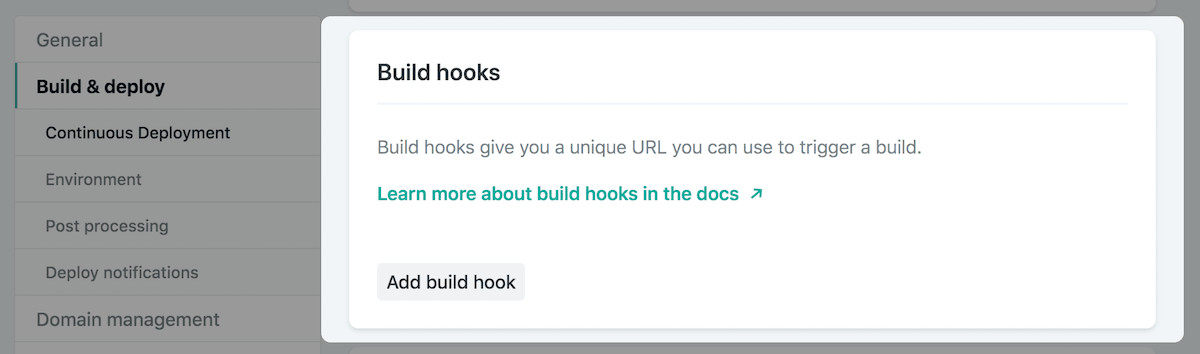 General
Build & deploy
Continuous Deployment
Environment
Post processing
Deploy notifications
Domain management
Build hooks
Build hooks give you a unique URL you can use to trigger a build.
Learn more about build hooks in the docs ↗
Add build hook